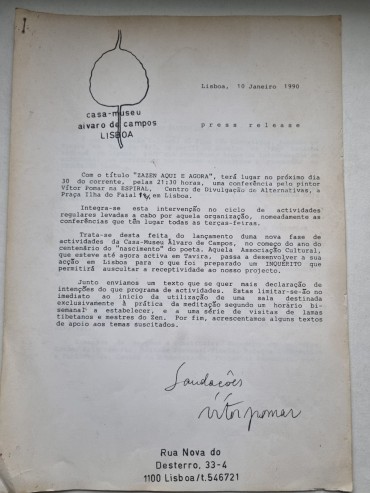 casa-museu
alvaro de campos
LISBOA
Lisboa, 10 Janeiro 1990
press release
Com o título "ZAZEN AQUI E AGORA", terá lugar no próximo dia
30 do corrente, pelas 21:30 horas, uma conferência pelo pintor
Vítor Pomar na ESPIRAL, Centro de Divulgação de Alternativas, a
Praça Ilha do Faial em Lisboa.
Integra-se esta intervenção no ciclo de actividades
regulares levadas a cabo por aquela organização, nomeadamente as
conferências que têm lugar todas as terças-feiras.
Trata-se desta feita do lançamento duma nova fase de
actividades da Casa-Museu Álvaro de Campos, no começo do ano do
centenário do "nascimento" do poeta. Aquela Associação Cultural,
que esteve até agora activa em Tavira, passa a desenvolver a sua
acção em Lisboa para o que foi preparado um INQUÉRITO que
permitirá auscultar a receptividade ao nosso projecto.
Junto enviamos um texto que se quer mais declaração de
intenções do que programa de actividades. Estas limitar-se-ão no
imediato ao início da utilização de uma sala destinada
exclusivamente à prática da meditação segundo um horário bi-
semanal a estabelecer, e a uma série de visitas de lamas
tibetanos e mestres do Zen. Por fim, acrescentamos alguns textos
de apoio aos temas suscitados.
Saudações
vítor pomar
Rua Nova do
Desterro, 33-4
1100 Lisboa/t.546721